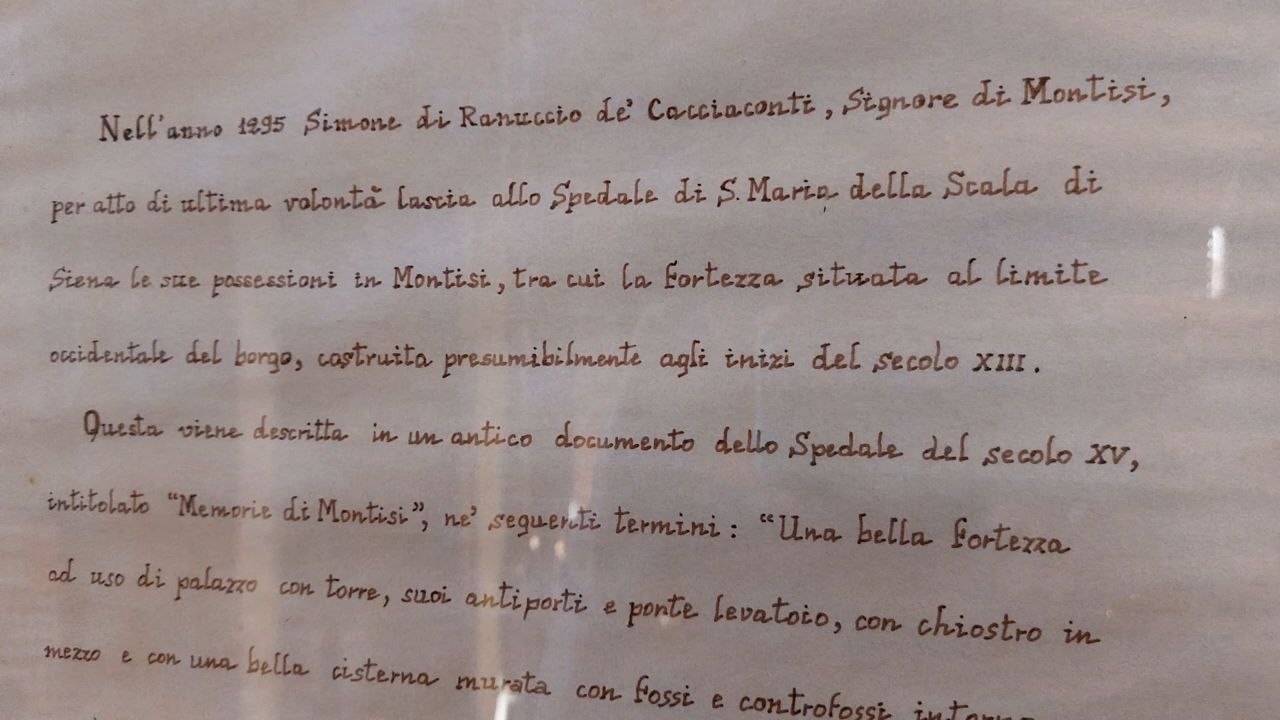 Nell'anno 1295 Simone di Ranuccio de' Cacciaconti, Signore di Montisi,
per atto di ultima volontà lascia allo Spedale di S. Maria della Scala di
Siena le sue possessioni in Montisi, tra cui la fortezza situata al limite
occidentale del borgo, costruita presumibilmente agli inizi del secolo XIII.
Questa viene descritta in un antico documento dello Spedale del secolo XV,
intitolato “Memorie di Montisi”, ne' seguenti termini: “Una bella fortezza
ad uso di palazzo con torre, suoi antiporti e ponte levatoio, con chiostro in
mezzo e con una bella cisterna murata con fossi e controfossi intorno